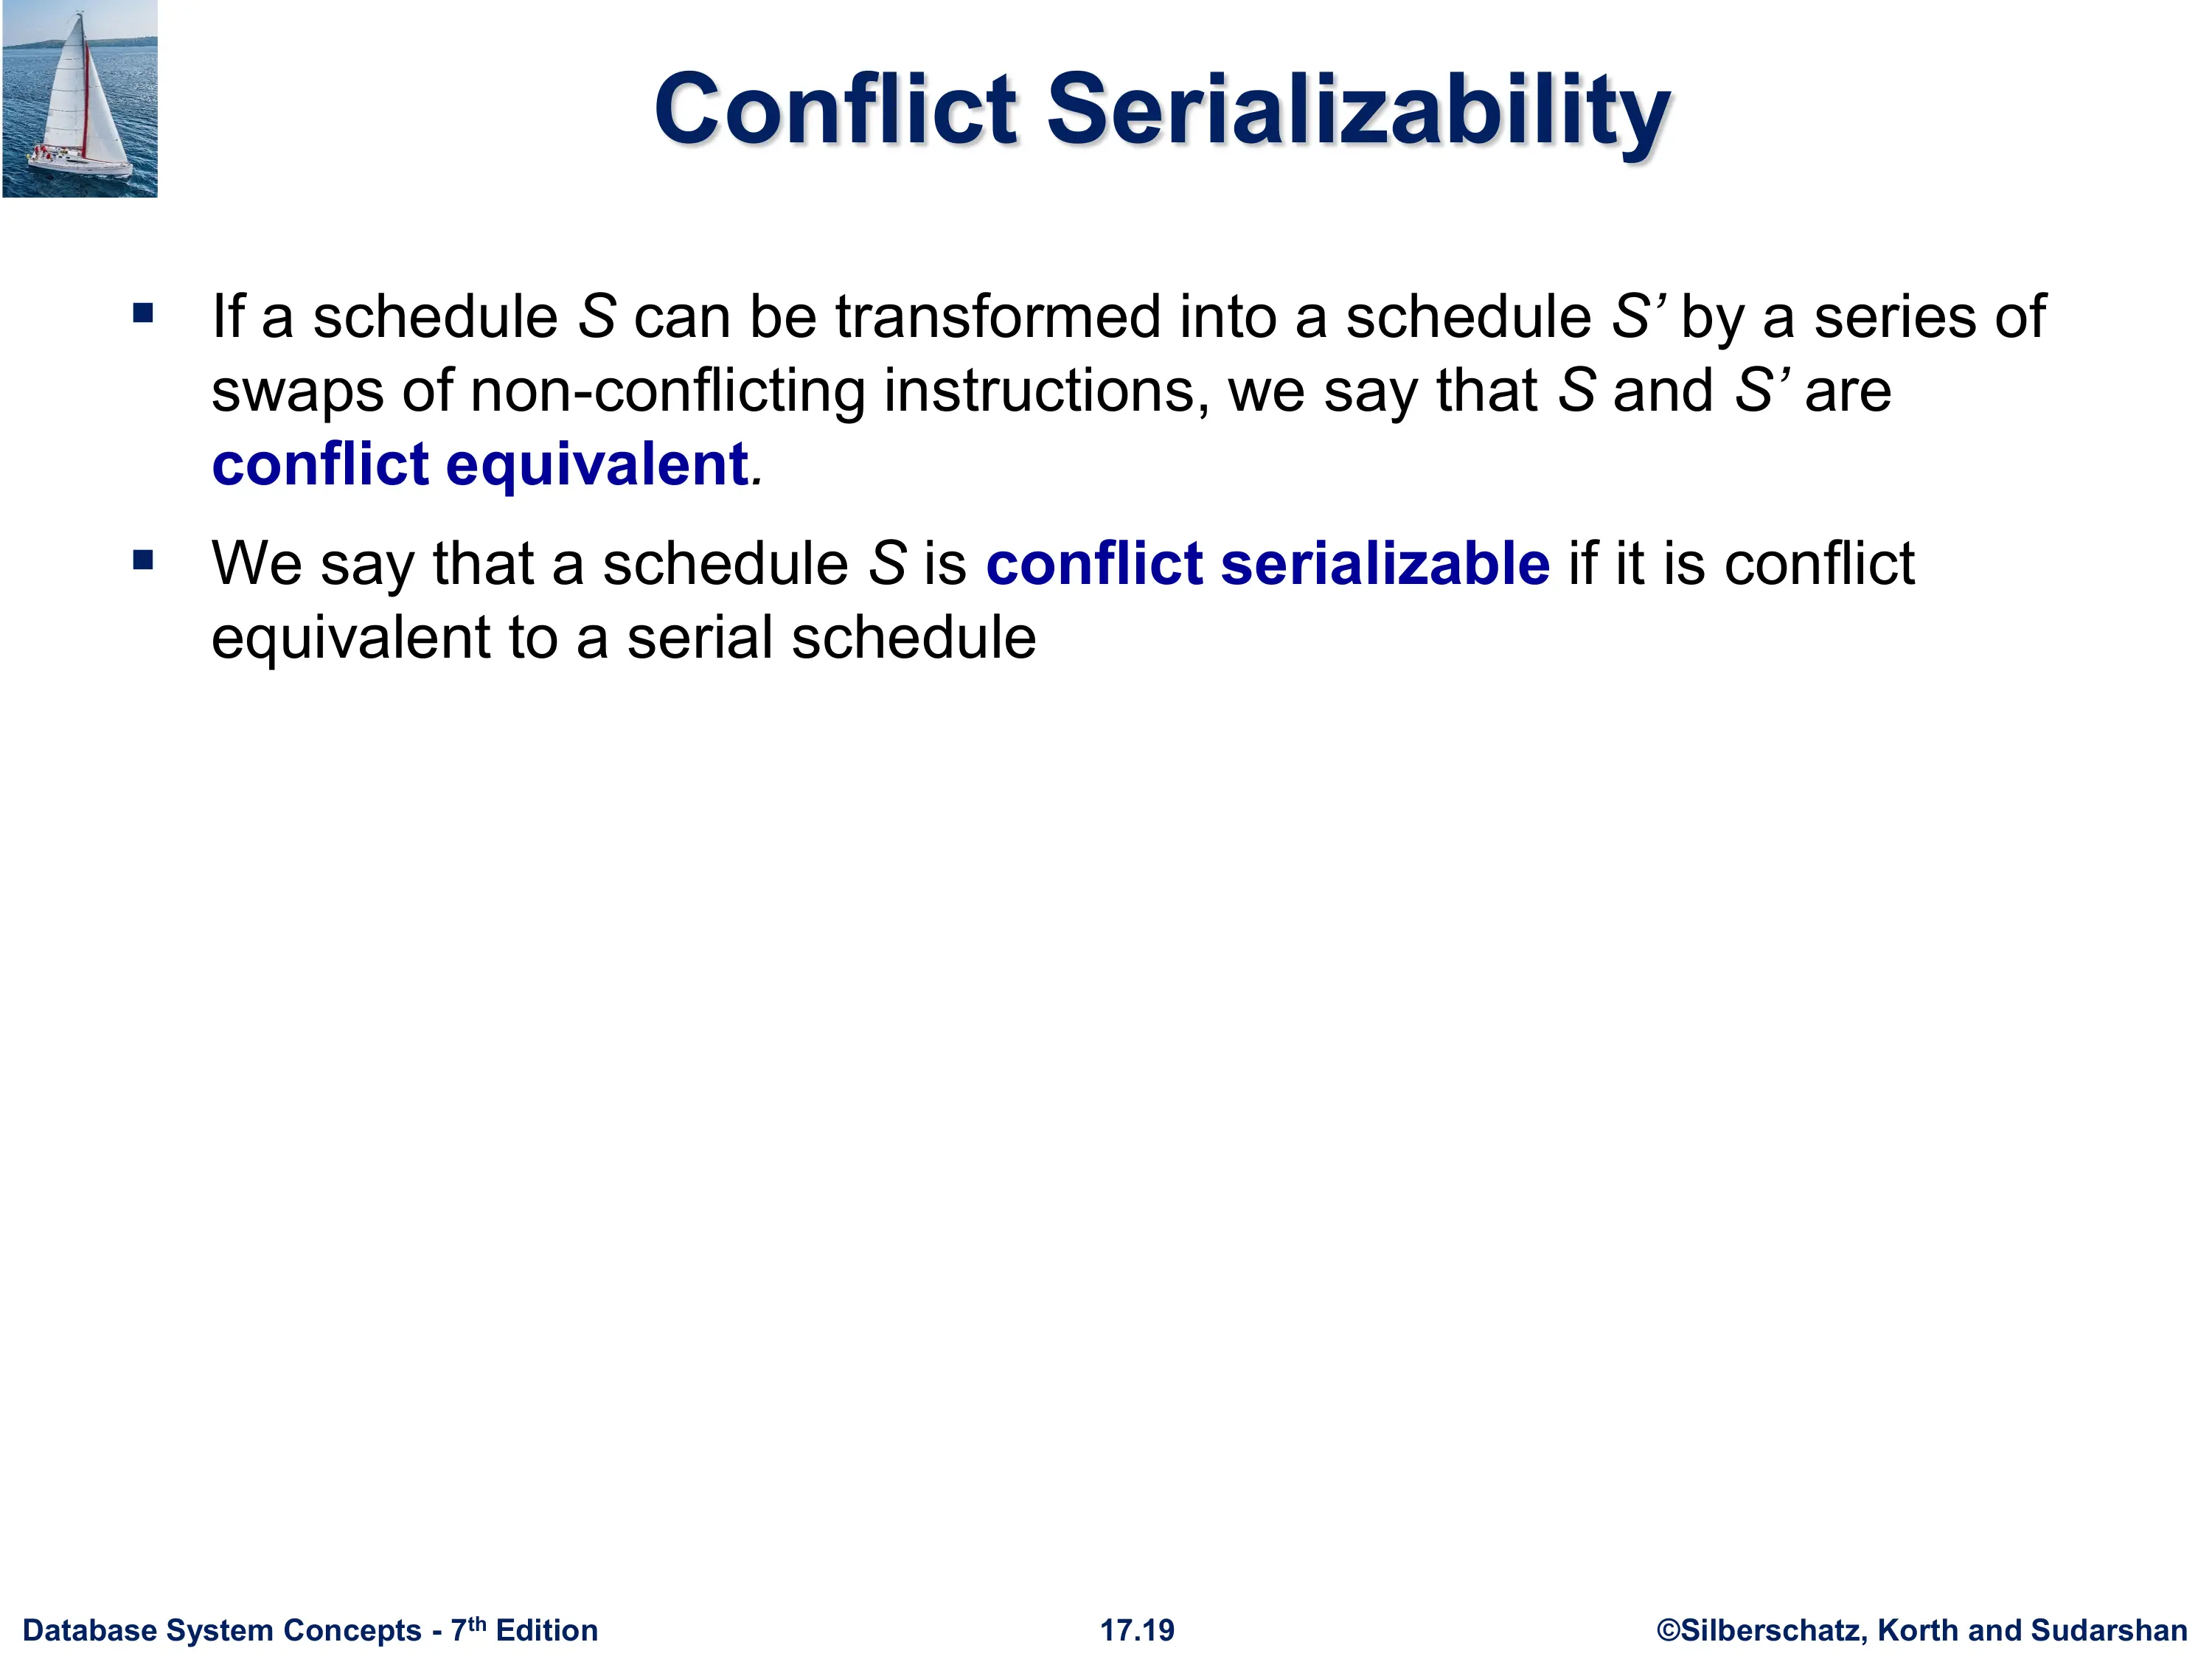 Conflict Serializability
▪ If a schedule S can be transformed into a schedule S’ by a series of
swaps of non-conflicting instructions, we say that S and S’ are
conflict equivalent.
▪ We say that a schedule S is conflict serializable if it is conflict
equivalent to a serial schedule
Database System Concepts - 7th Edition
17.19
©Silberschatz, Korth and Sudarshan